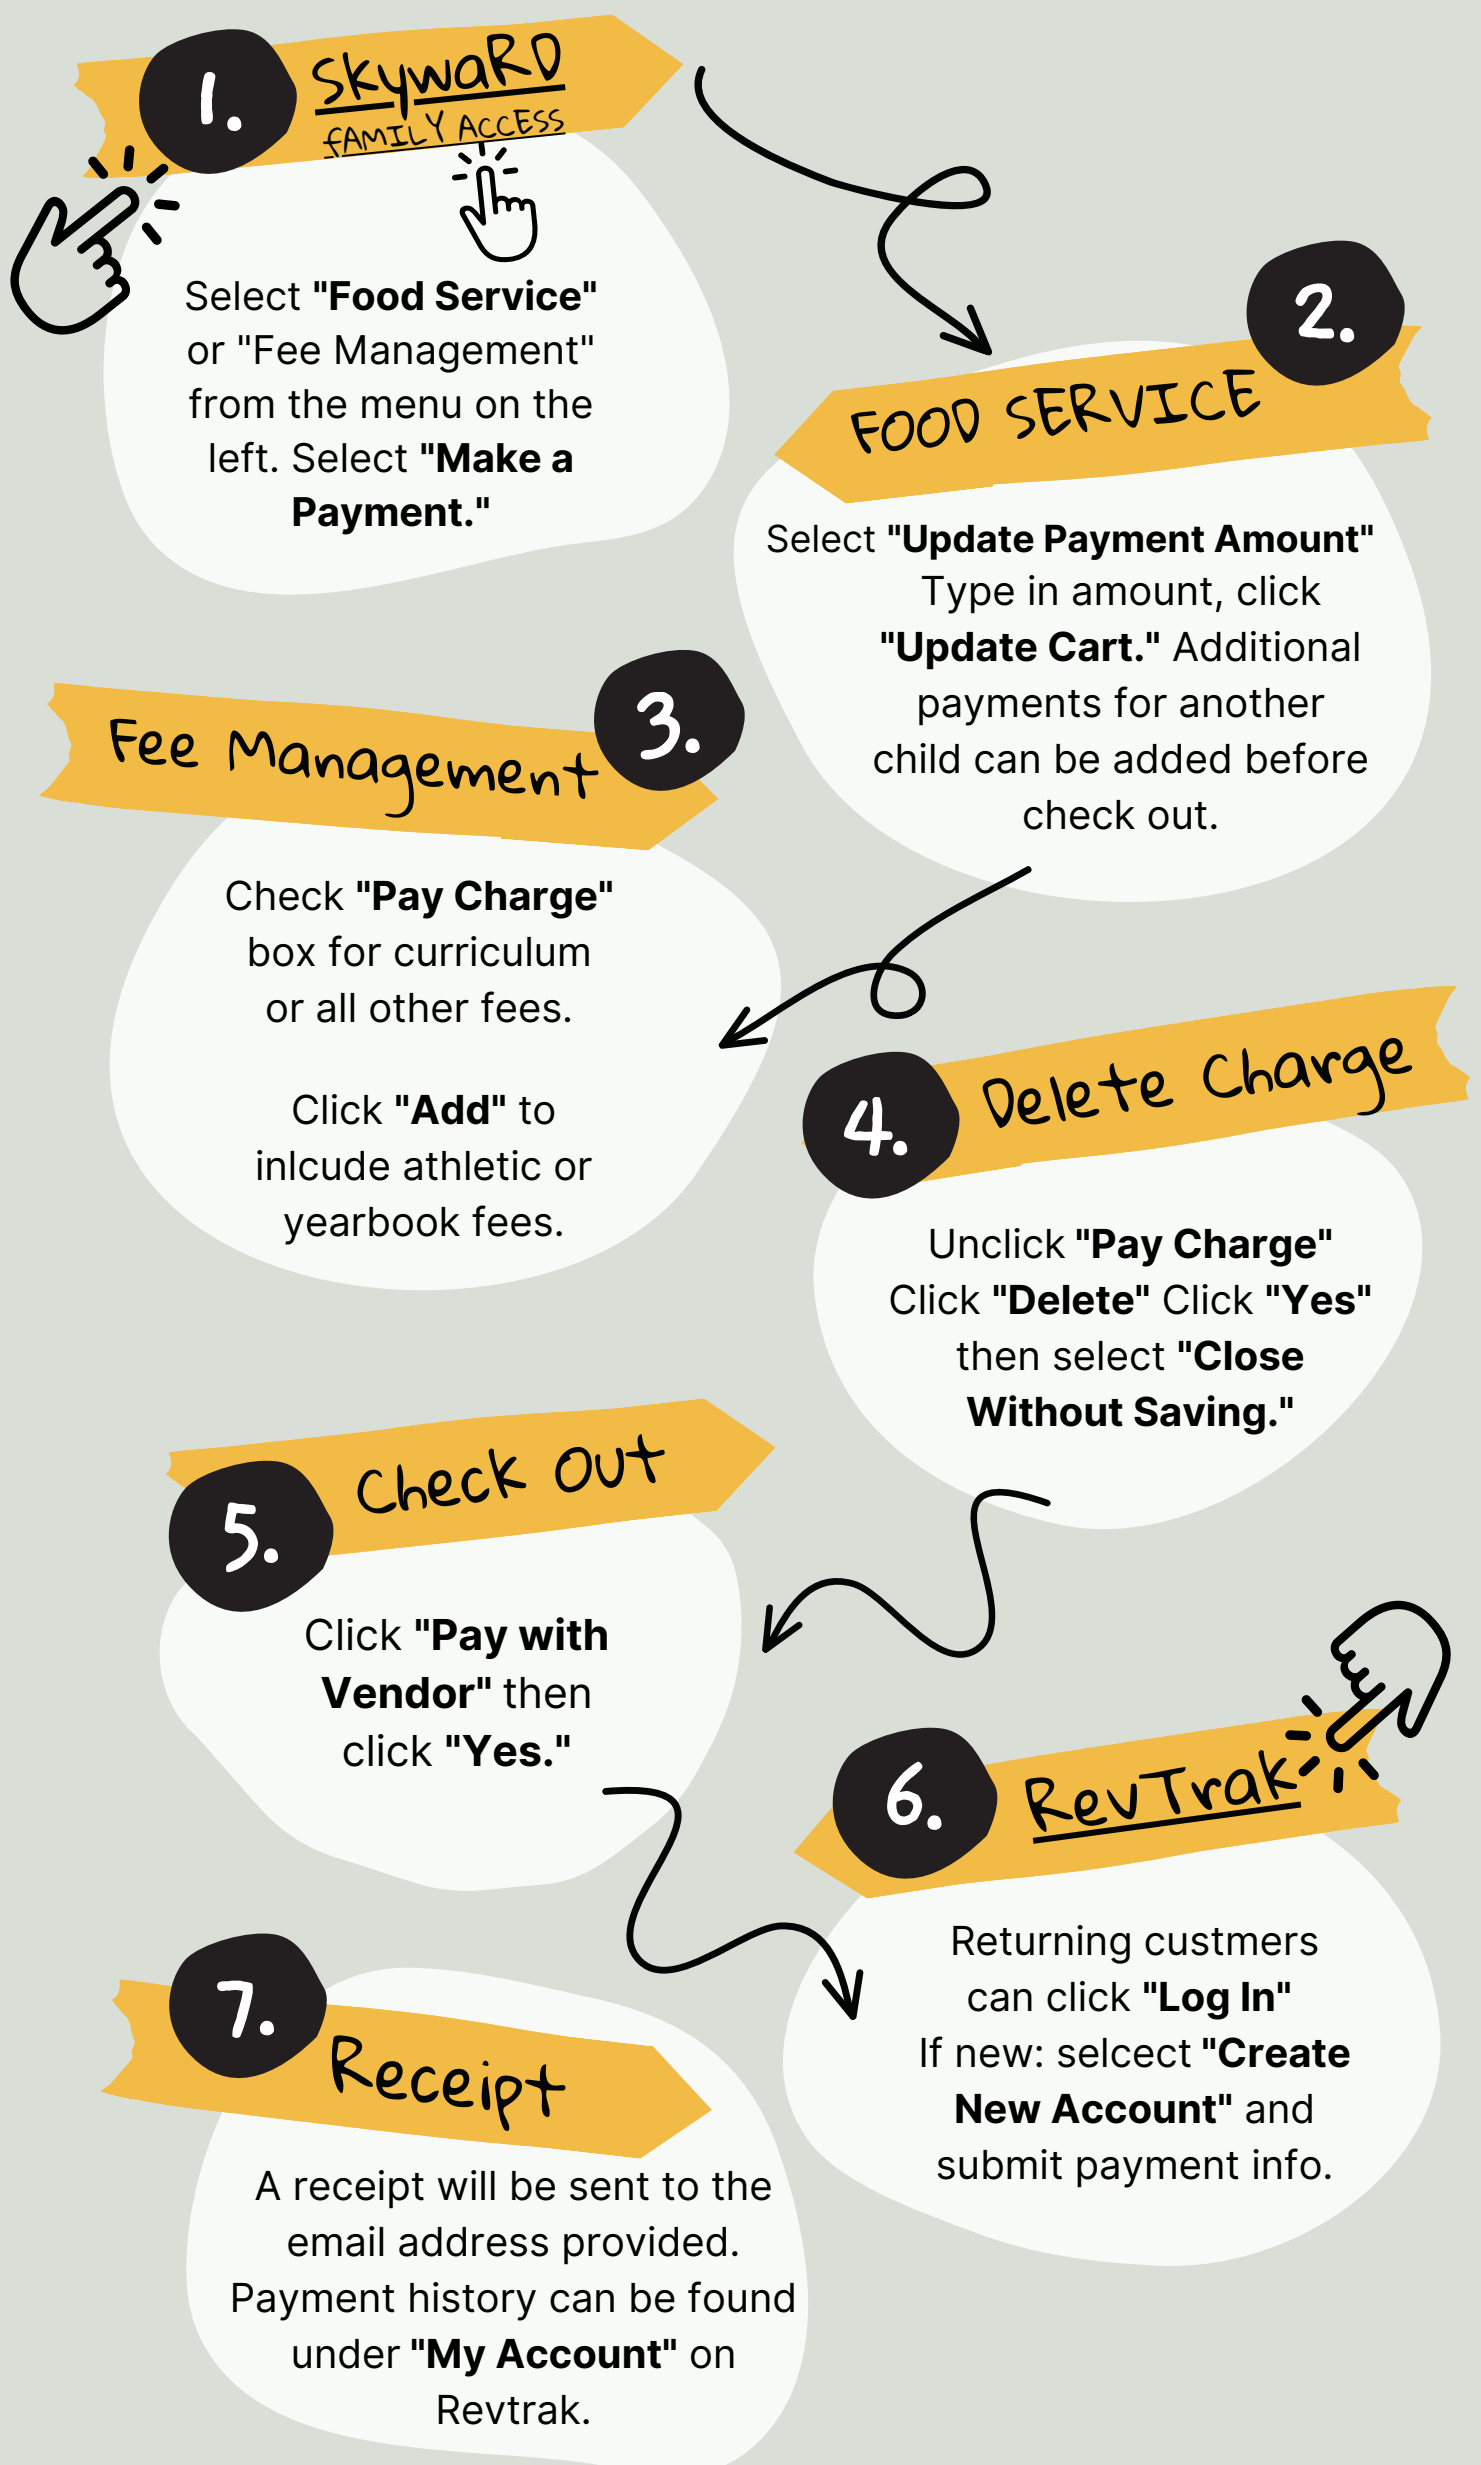 1.
SkywaRD
fAMILY ACCESS
Select "Food Service"
or "Fee Management"
from the menu on the
left. Select "Make a
Payment."
2.
FOOD SERVICE
Select "Update Payment Amount"
Type in amount, click
"Update Cart." Additional
payments for another
child can be added before
check out.
3.
Fee Management
Check "Pay Charge"
box for curriculum
or all other fees.
Click "Add" to
inlcude athletic or
yearbook fees.
4.
Delete Charge
Unclick "Pay Charge"
Click "Delete" Click "Yes"
then select "Close
Without Saving."
5.
Check Out
Click "Pay with
Vendor" then
click "Yes."
6.
RevTrak
Returning custmers
can click "Log In"
If new: selcect "Create
New Account" and
submit payment info.
7.
Receipt
A receipt will be sent to the
email address provided.
Payment history can be found
under "My Account" on
Revtrak.